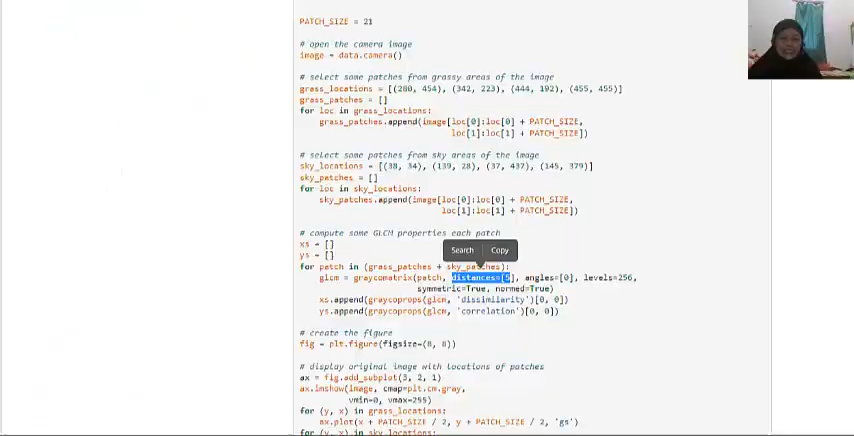 PATCH_SIZE = 21
# open the camera image
image = data.camera()
# select some patches from grassy areas of the image
grass_locations = [(280, 454), (342, 223), (444, 192), (455, 455)]
grass_patches = []
for loc in grass_locations:
grass_patches.append(image[loc[0]:loc[0] + PATCH_SIZE,
loc[1]:loc[1] + PATCH_SIZE])
# select some patches from sky areas of the image
sky_locations = [(38, 34), (139, 28), (37, 437), (145, 379)]
sky_patches = []
for loc in sky_locations:
sky_patches.append(image[loc[0]:loc[0] + PATCH_SIZE,
loc[1]:loc[1] + PATCH_SIZE])
# compute some GLCM properties each patch
xs = []
ys = []
Search Copy
for patch in (grass_patches + sky_patches):
glcm = graycomatrix(patch, distances=[5], angles=[0], levels=256,
symmetric=True, normed=True)
xs.append(graycoprops(glcm, 'dissimilarity')[0, 0])
ys.append(graycoprops(glcm, 'correlation')[0, 0])
# create the figure
fig = plt.figure(figsize=(8, 8))
# display original image with locations of patches
ax = fig.add_subplot(3, 2, 1)
ax.imshow(image, cmap=plt.cm.gray,
vmin=0, vmax=255)
for (y, x) in grass_locations:
ax.plot(x + PATCH_SIZE / 2, y + PATCH_SIZE / 2, 'gs')
for (y, x) in sky_locations: